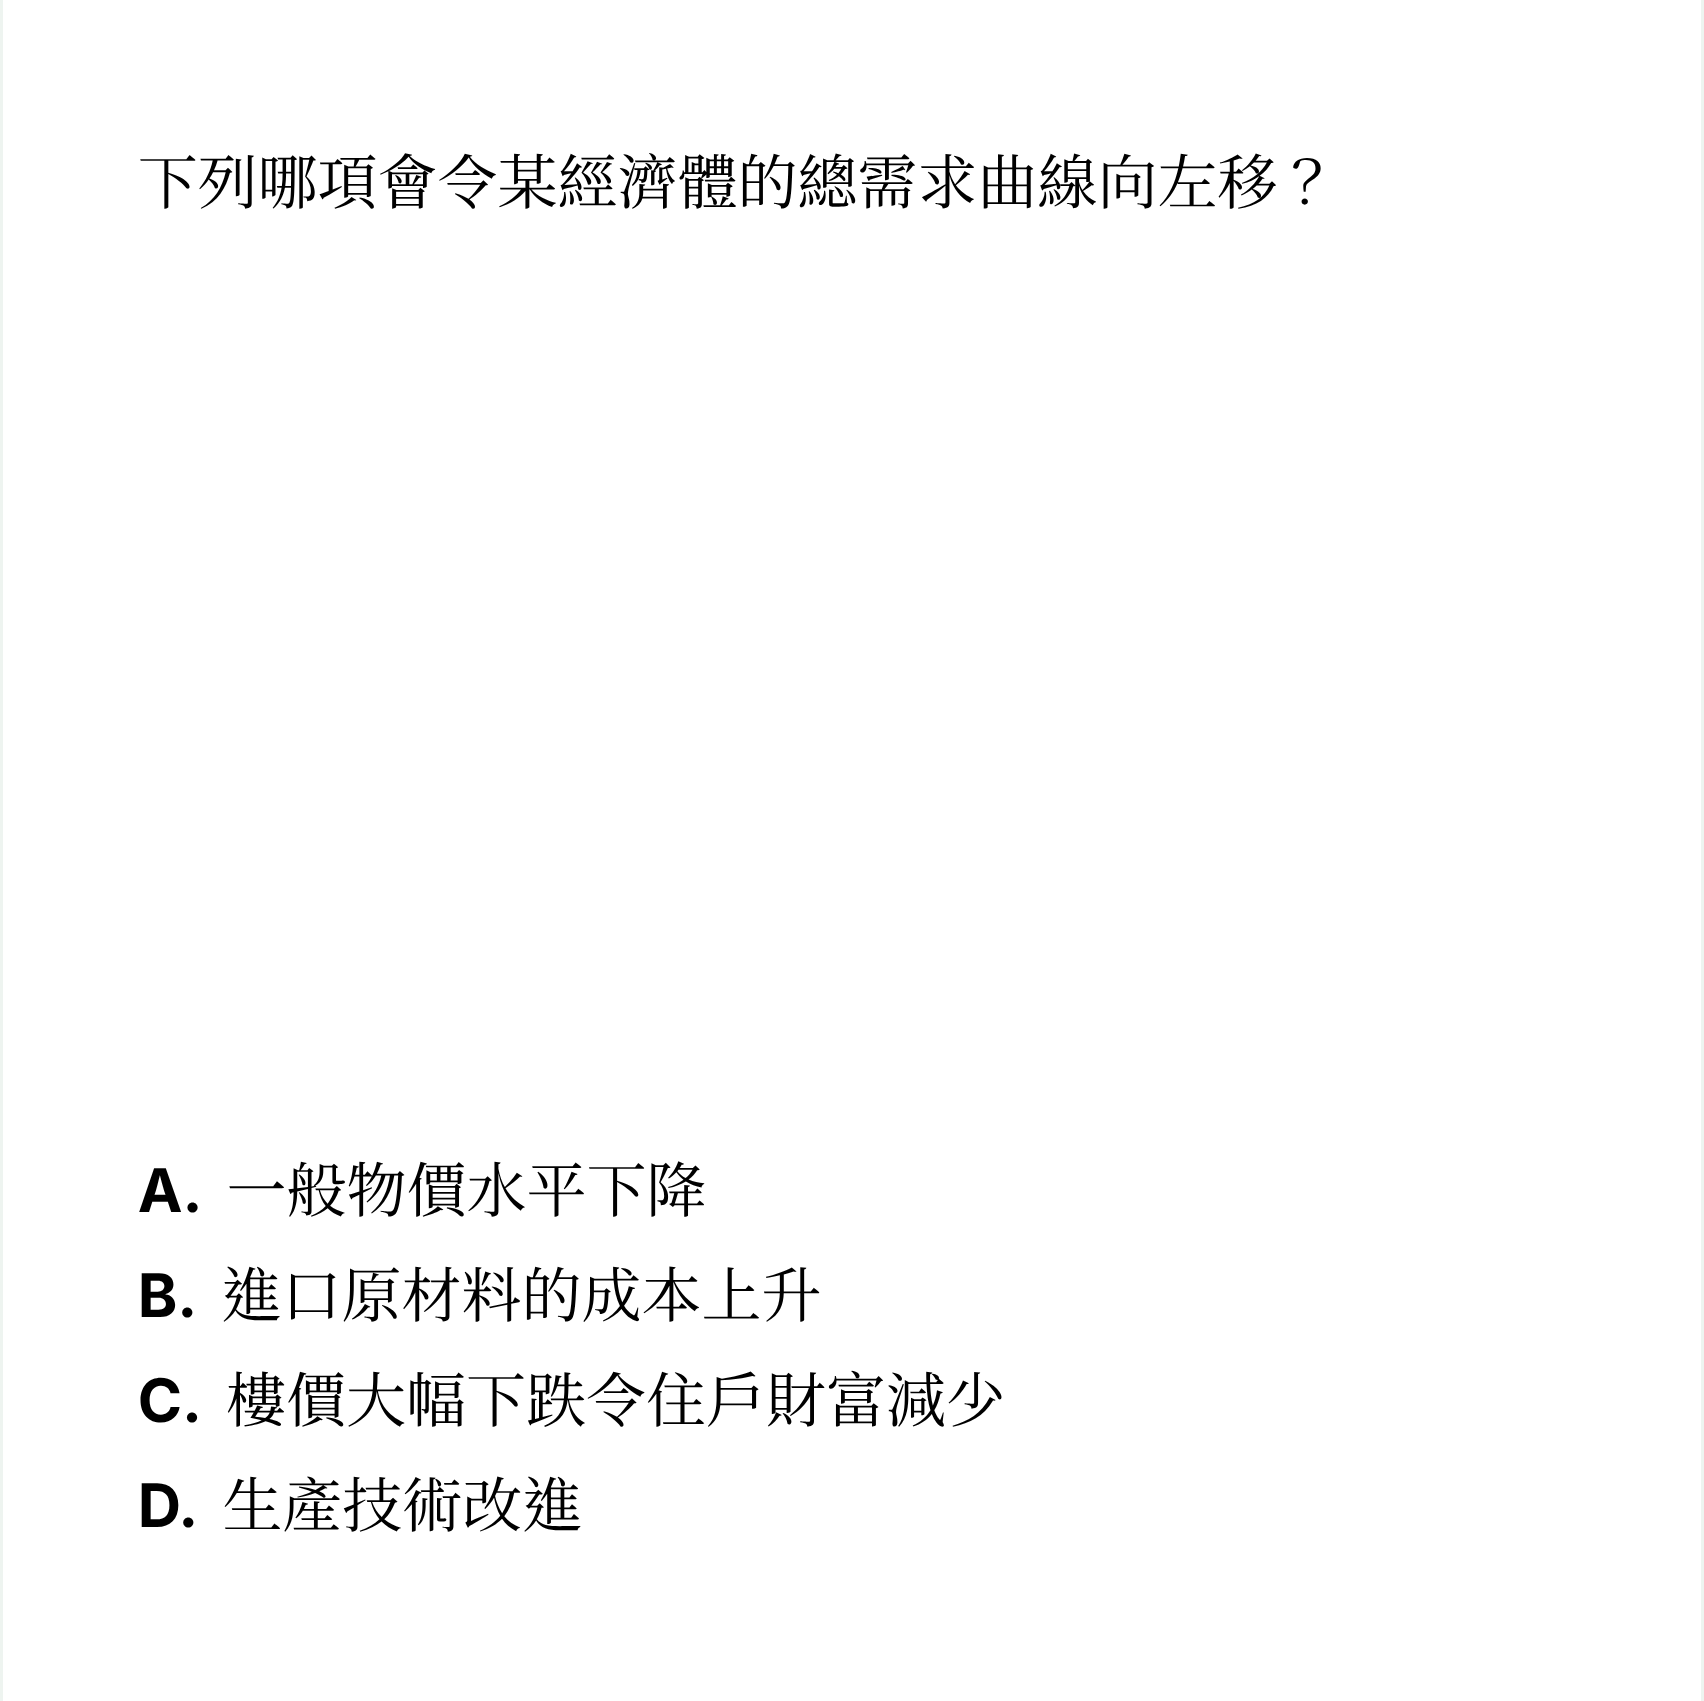 下列哪項會令某經濟體的總需求曲線向左移？
A. 一般物價水平下降
B. 進口原材料的成本上升
C. 樓價大幅下跌令住戶財富減少
D. 生產技術改進